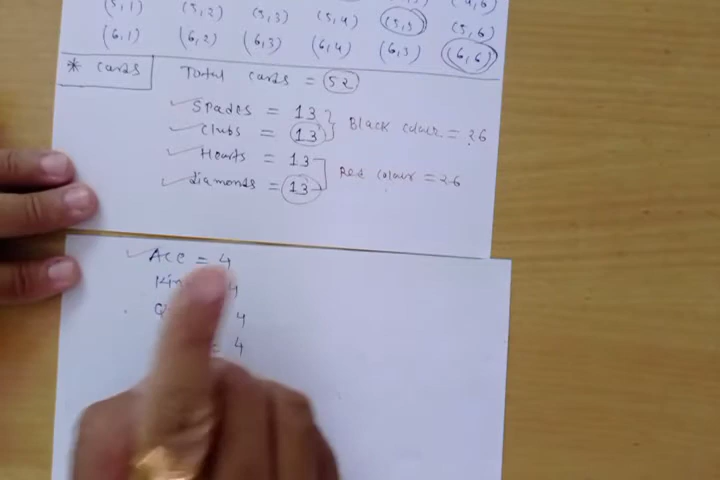 (5,1) (5,2) (5,3) (5,4) (5,5) (5,6)
(6,1) (6,2) (6,3) (6,4) (6,5) (6,6)
* cards Total cards = 52
Spades = 13
Black colour = 26
Clubs = 13
Hearts = 13
Red colour = 26
diamonds = 13
Ace = 4
4
4
= 4